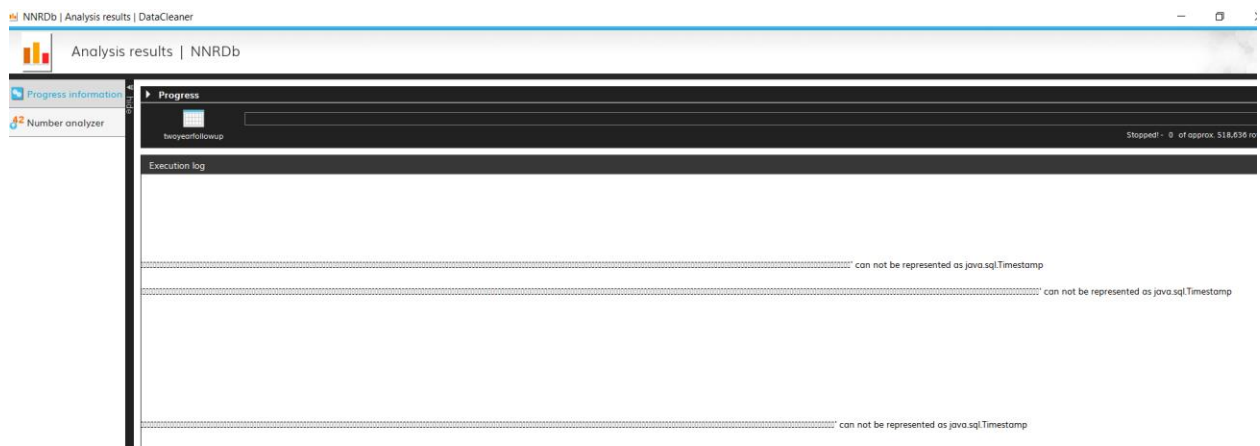 NNRDb | Analysis results | DataCleaner
Analysis results | NNRDb
Progress information
hide
Progress
Number analyzer
twoyearfollowup
Stopped! - 0 of approx. 518,636 ro
Execution log
' can not be represented as java.sql.Timestamp
' can not be represented as java.sql.Timestamp
' can not be represented as java.sql.Timestamp